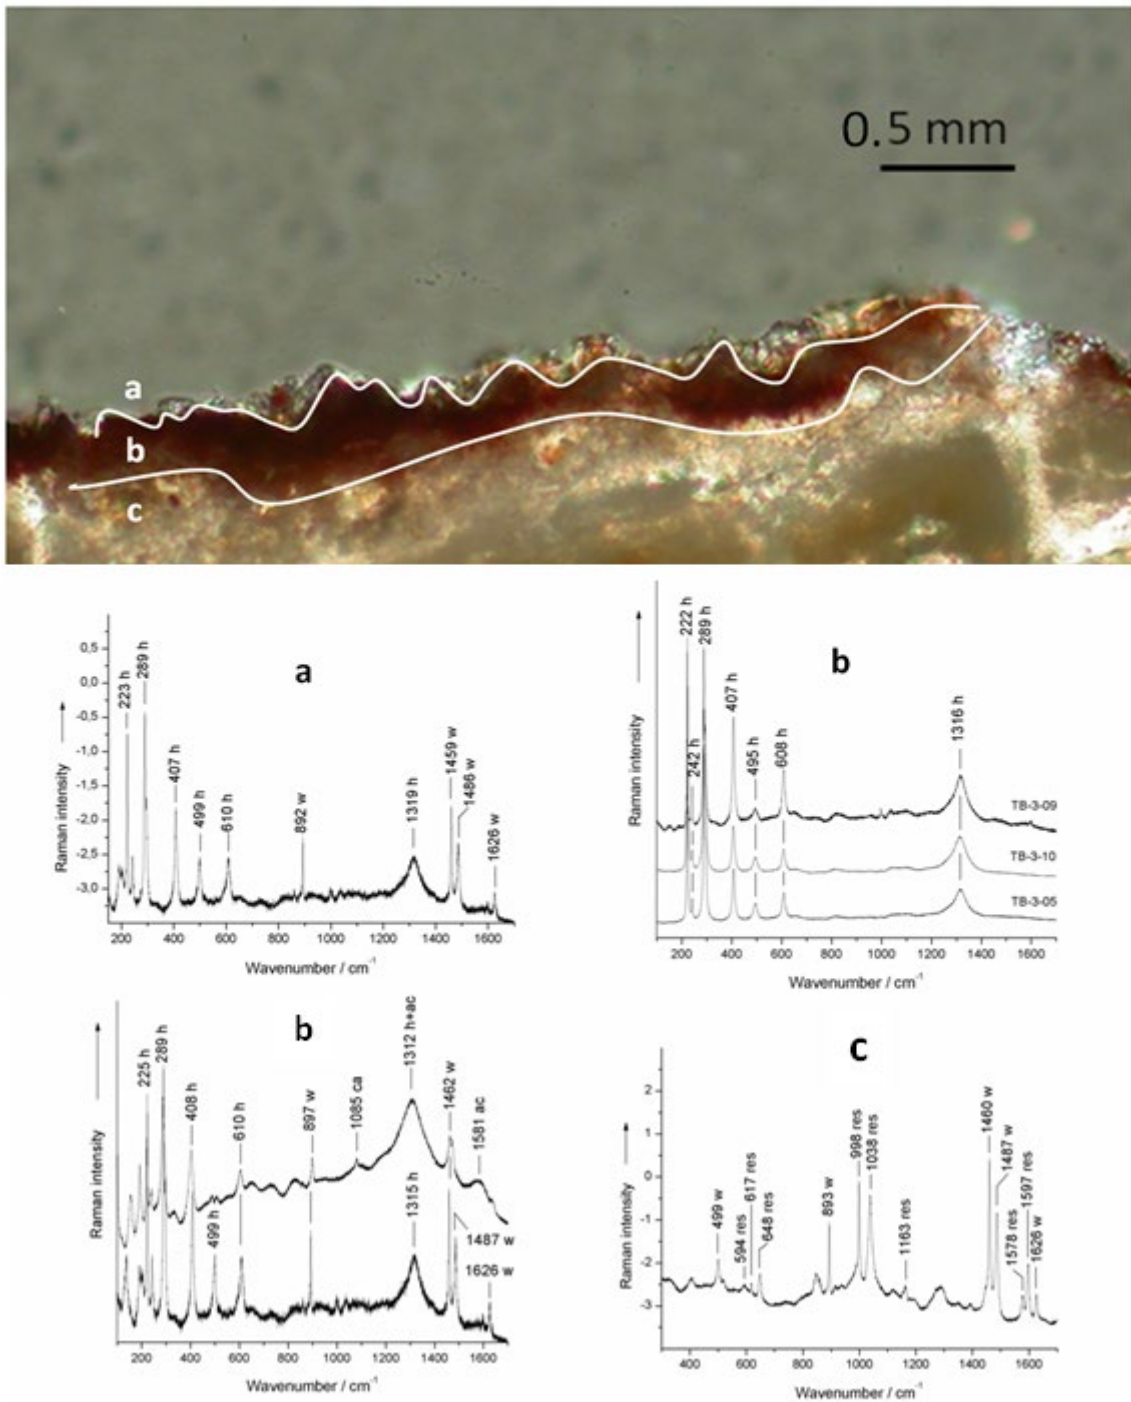 0.5 mm
a
b
c
a
Raman intensity
0,5
0,0
-0,5
-1,0
-1,5
-2,0
-2,5
-3,0
223 h
289 h
407 h
499 h
610 h
892 w
1319 h
1459 w
1486 w
1626 w
200 400 600 800 1000 1200 1400 1600
Wavenumber / cm-1
b
Raman intensity
222 h
242 h
289 h
407 h
495 h
608 h
1316 h
TB-3-09
TB-3-10
TB-3-05
200 400 600 800 1000 1200 1400 1600
Wavenumber / cm-1
b
Raman intensity
225 h
289 h
408 h
499 h
610 h
897 w
1085 ca
1312 h+ac
1315 h
1462 w
1581 ac
1487 w
1626 w
200 400 600 800 1000 1200 1400 1600
Wavenumber / cm-1
c
Raman intensity
2
1
0
-1
-2
-3
499 w
594 res
617 res
648 res
893 w
998 res
1038 res
1163 res
1460 w
1487 w
1578 res
1597 res
1626 w
400 600 800 1000 1200 1400 1600
Wavenumber / cm-1